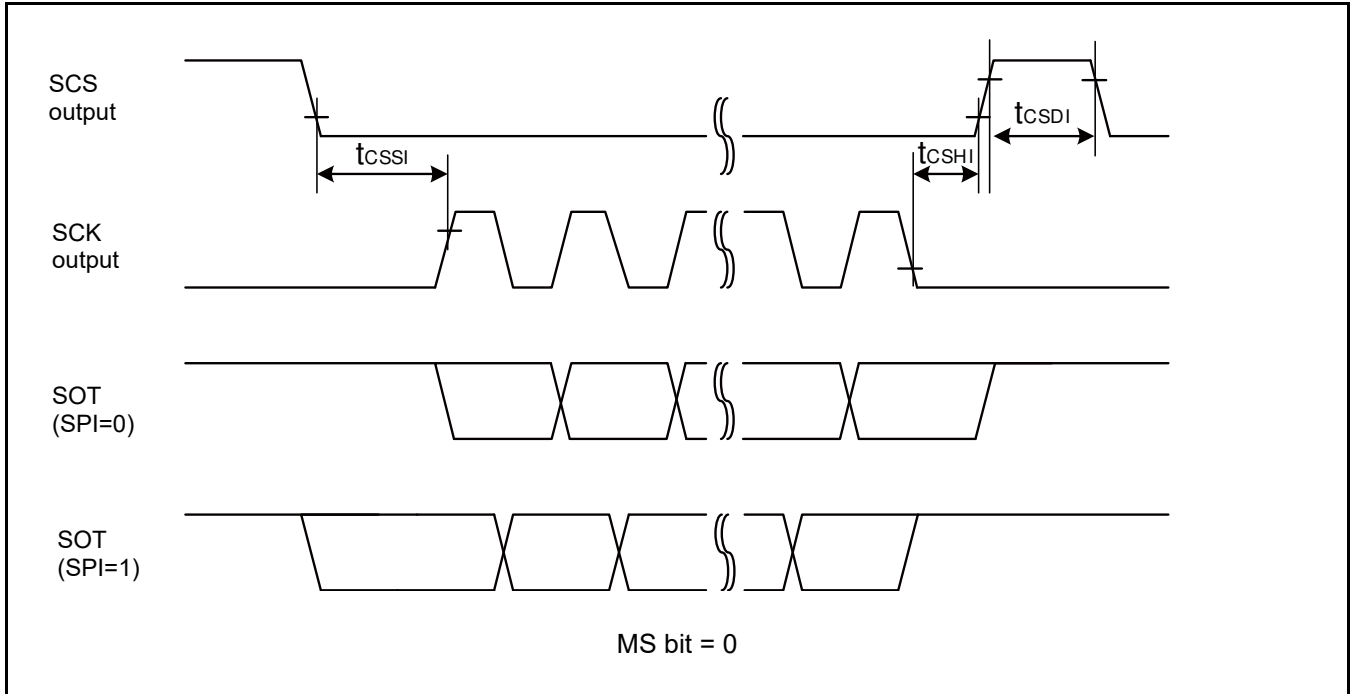 SCS
output
tCSDI
tCSSI
tCSHI
SCK
output
SOT
(SPI=0)
SOT
(SPI=1)
MS bit = 0